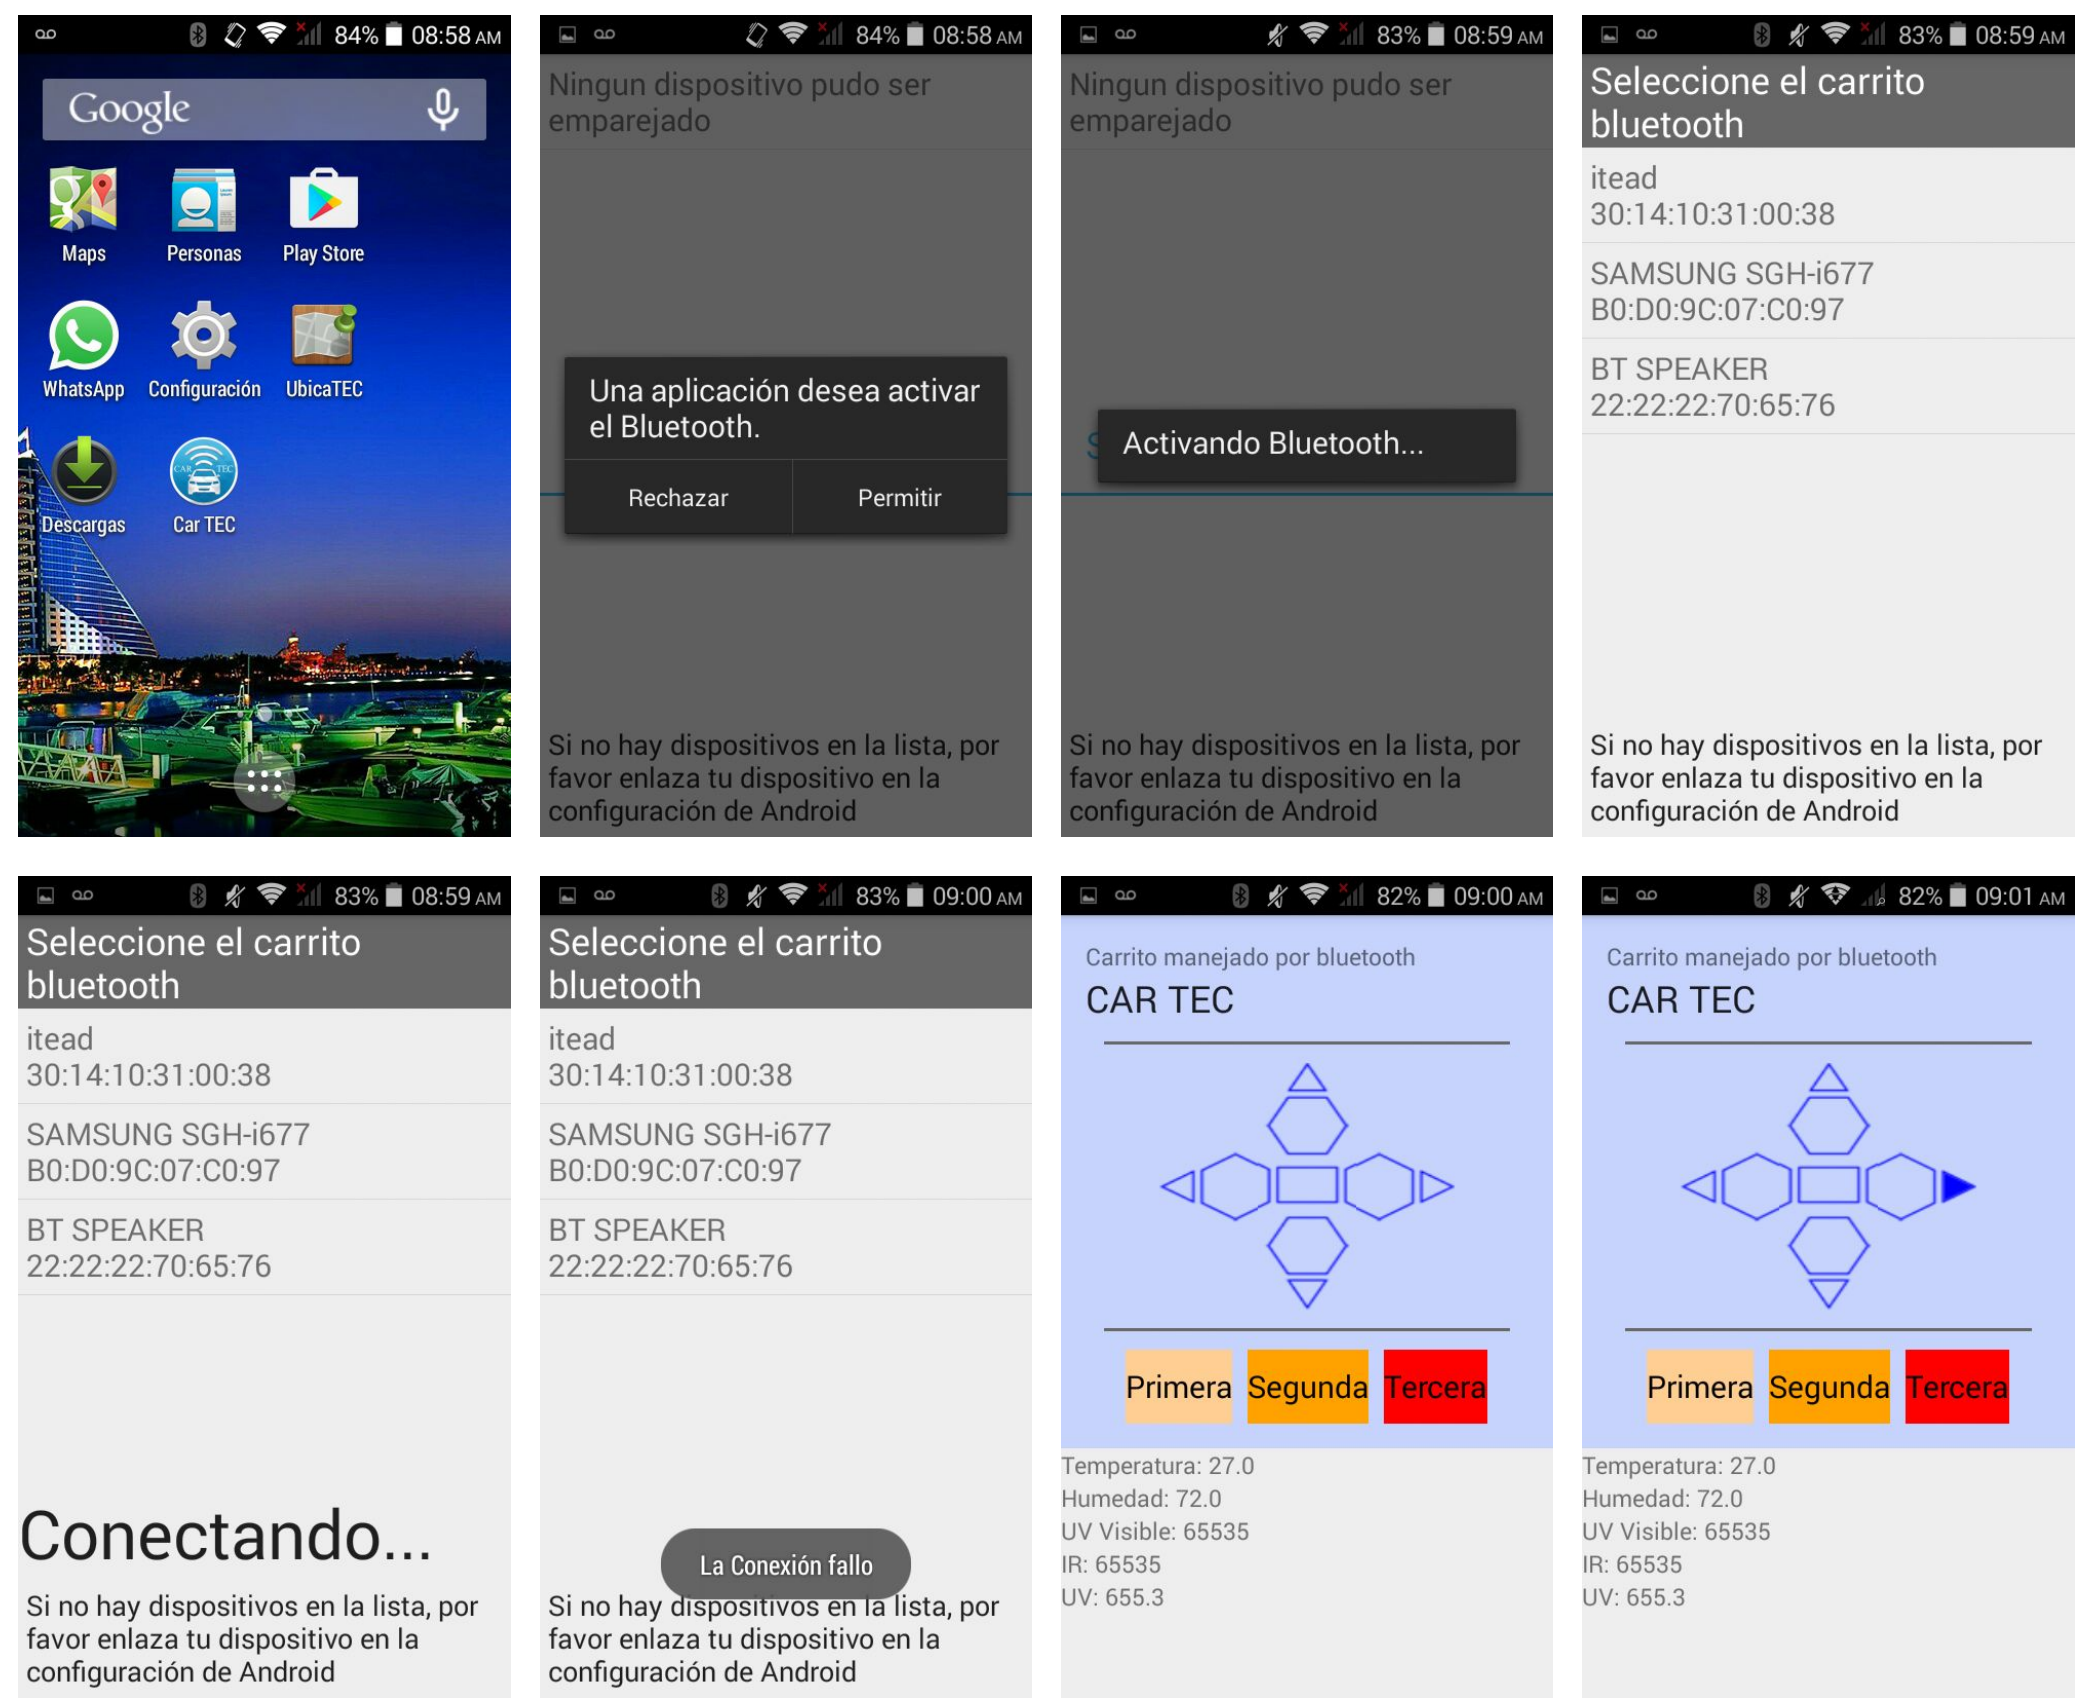 84% 08:58 AM
Google
Maps Personas Play Store
WhatsApp Configuración UbicaTEC
CAR TEC
Descargas Car TEC
84% 08:58 AM
Ningun dispositivo pudo ser
emparejado
Una aplicación desea activar
el Bluetooth.
Rechazar Permitir
Si no hay dispositivos en la lista, por
favor enlaza tu dispositivo en la
configuración de Android
83% 08:59 AM
Ningun dispositivo pudo ser
emparejado
S
Activando Bluetooth...
Si no hay dispositivos en la lista, por
favor enlaza tu dispositivo en la
configuración de Android
83% 08:59 AM
Seleccione el carrito
bluetooth
itead
30:14:10:31:00:38
SAMSUNG SGH-i677
B0:D0:9C:07:C0:97
BT SPEAKER
22:22:22:70:65:76
Si no hay dispositivos en la lista, por
favor enlaza tu dispositivo en la
configuración de Android
83% 08:59 AM
Seleccione el carrito
bluetooth
itead
30:14:10:31:00:38
SAMSUNG SGH-i677
B0:D0:9C:07:C0:97
BT SPEAKER
22:22:22:70:65:76
Conectando...
Si no hay dispositivos en la lista, por
favor enlaza tu dispositivo en la
configuración de Android
83% 09:00 AM
Seleccione el carrito
bluetooth
itead
30:14:10:31:00:38
SAMSUNG SGH-i677
B0:D0:9C:07:C0:97
BT SPEAKER
22:22:22:70:65:76
La Conexión fallo
Si no hay dispositivos en la lista, por
favor enlaza tu dispositivo en la
configuración de Android
82% 09:00 AM
Carrito manejado por bluetooth
CAR TEC
Primera Segunda Tercera
Temperatura: 27.0
Humedad: 72.0
UV Visible: 65535
IR: 65535
UV: 655.3
82% 09:01 AM
Carrito manejado por bluetooth
CAR TEC
Primera Segunda Tercera
Temperatura: 27.0
Humedad: 72.0
UV Visible: 65535
IR: 65535
UV: 655.3